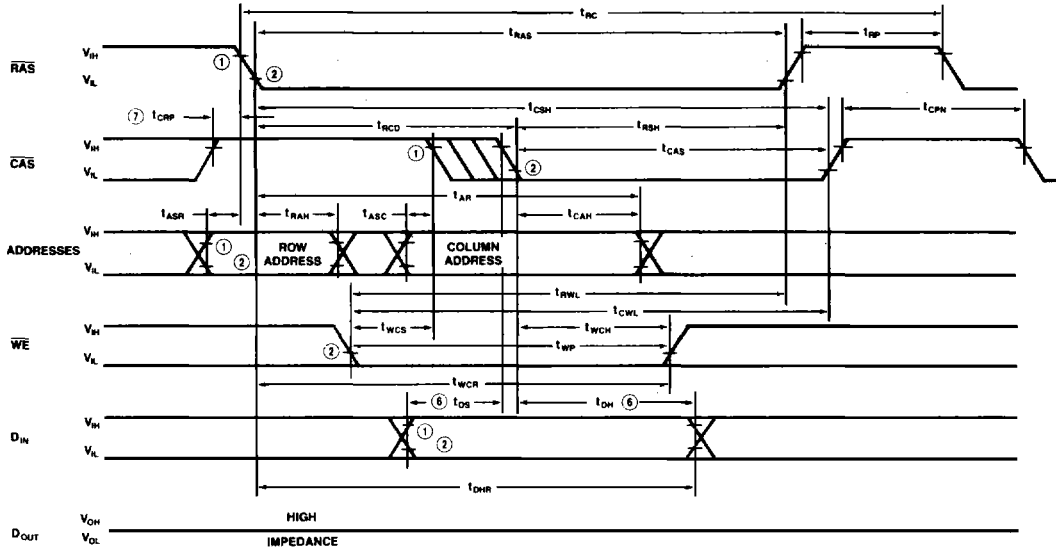 tRC
tRAS
tRP
RAS
VIH
VIL
①
②
⑦ tCRP
tCSH
tCPN
tRCD
tRSH
CAS
VIH
VIL
①
②
tCAS
tAR
tASR
tRAH
tASC
tCAH
ADDRESSES
VIH
VIL
①
②
ROW
ADDRESS
COLUMN
ADDRESS
tRWL
tCWL
WE
VIH
VIL
②
tWCS
tWCH
tWP
tWCR
⑥ tDS
tDH ⑥
DIN
VIH
VIL
①
②
tDHR
DOUT
VOH
VOL
HIGH
IMPEDANCE